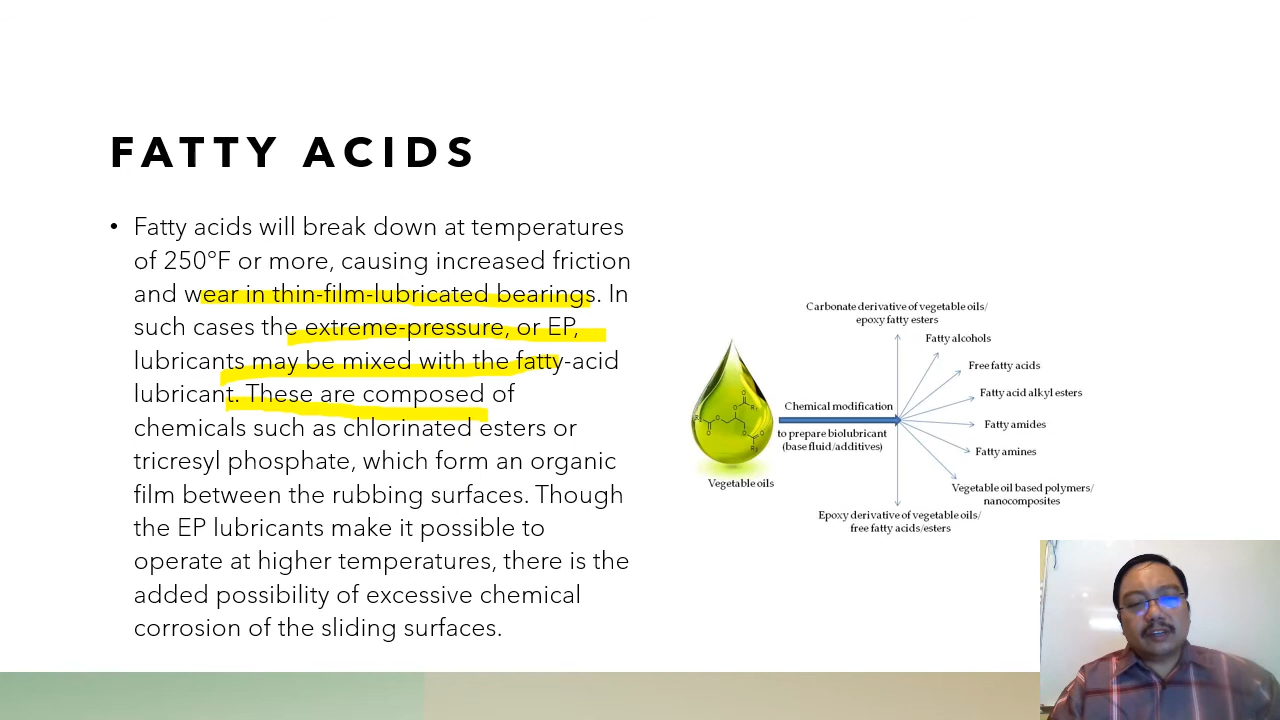 FATTY ACIDS
• Fatty acids will break down at temperatures
of 250°F or more, causing increased friction
and wear in thin-film-lubricated bearings. In
such cases the extreme-pressure, or EP,
lubricants may be mixed with the fatty-acid
lubricant. These are composed of
chemicals such as chlorinated esters or
tricresyl phosphate, which form an organic
film between the rubbing surfaces. Though
the EP lubricants make it possible to
operate at higher temperatures, there is the
added possibility of excessive chemical
corrosion of the sliding surfaces.
Carbonate derivative of vegetable oils/
epoxy fatty esters
Fatty alcohols
Free fatty acids
Fatty acid alkyl esters
Fatty amides
Fatty amines
Vegetable oil based polymers/
nanocomposites
Epoxy derivative of vegetable oils/
free fatty acids/esters
Chemical modification
to prepare biolubricant
(base fluid/additives)
Vegetable oils